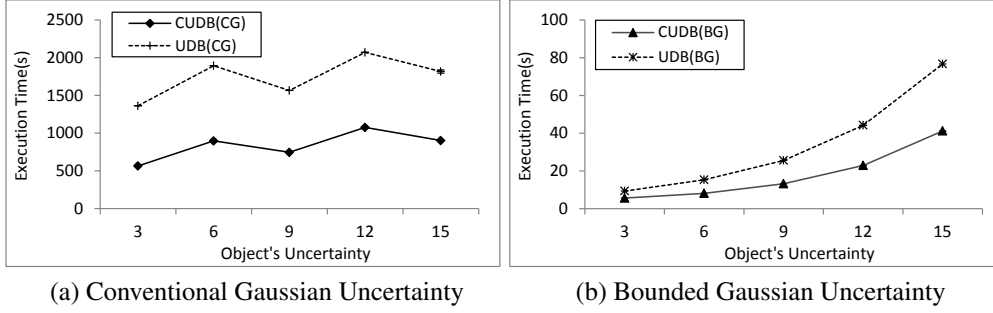 3000
2500
2000
1500
1000
500
0
Execution Time(s)
CUDB(CG)
UDB(CG)
3 6 9 12 15
Object's Uncertainty
(a) Conventional Gaussian Uncertainty
100
80
60
40
20
0
Execution Time(s)
CUDB(BG)
UDB(BG)
3 6 9 12 15
Object's Uncertainty
(b) Bounded Gaussian Uncertainty